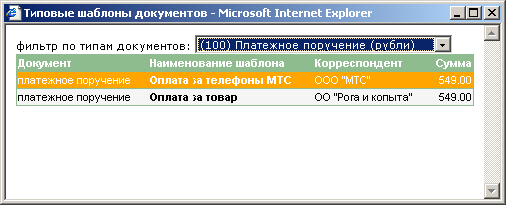 Типовые шаблоны документов - Microsoft Internet Explorer
фильтр по типам документов: (100) Платежное поручение (рубли)
Документ Наименование шаблона Корреспондент Сумма
платежное поручение Оплата за телефоны МТС ООО "МТС" 549.00
платежное поручение Оплата за товар ОО "Рога и копыта" 549.00